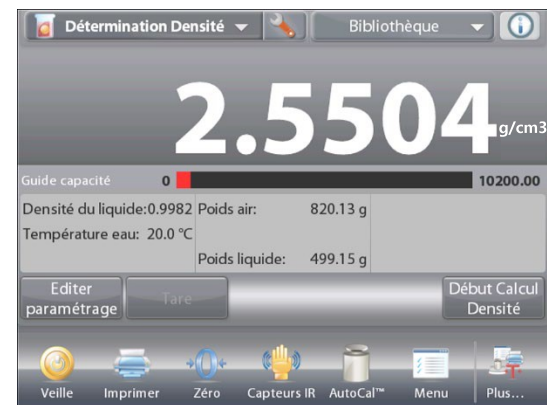 Détermination Densité Bibliothèque
2.5504 g/cm3
Guide capacité 0 10200.00
Densité du liquide:0.9982 Poids air: 820.13 g
Température eau: 20.0 °C
Poids liquide: 499.15 g
Editer paramétrage Tare Début Calcul Densité
Veille Imprimer Zéro Capteurs IR AutoCal™ Menu Plus...